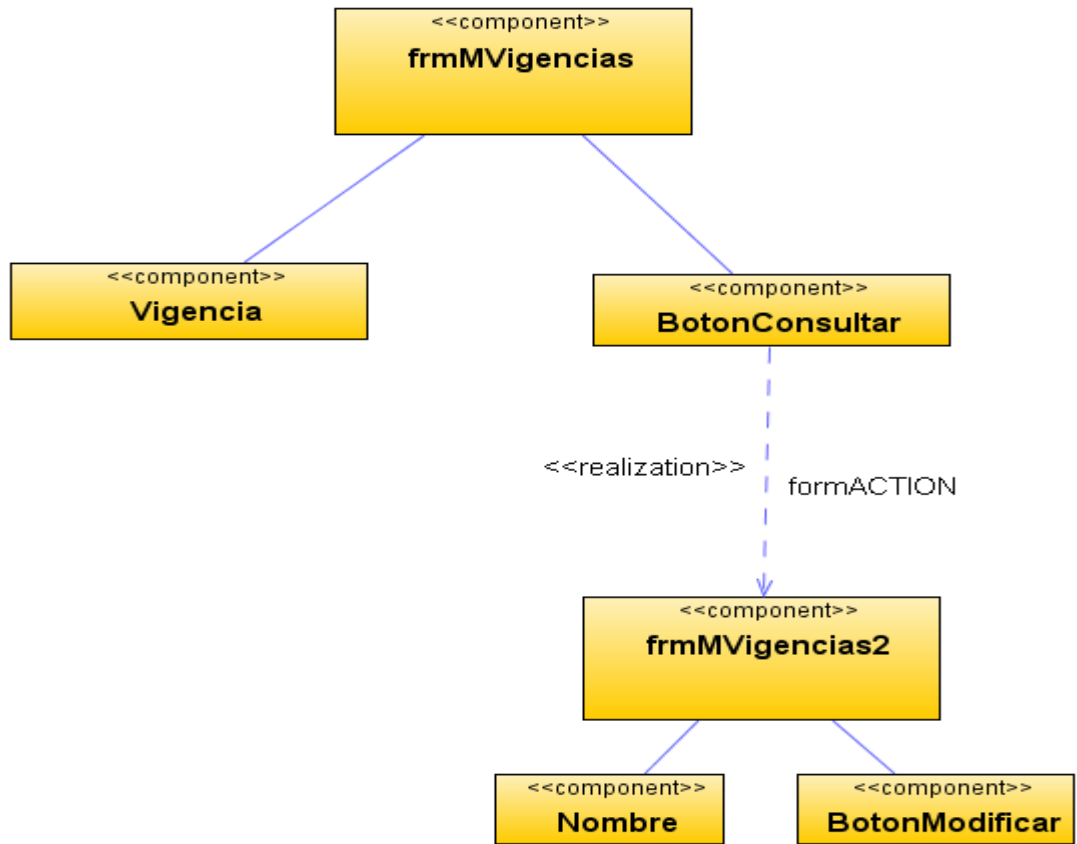 <<component>>
frmMVigencias
<<component>>
Vigencia
<<component>>
BotonConsultar
<<realization>>
formACTION
<<component>>
frmMVigencias2
<<component>>
Nombre
<<component>>
BotonModificar